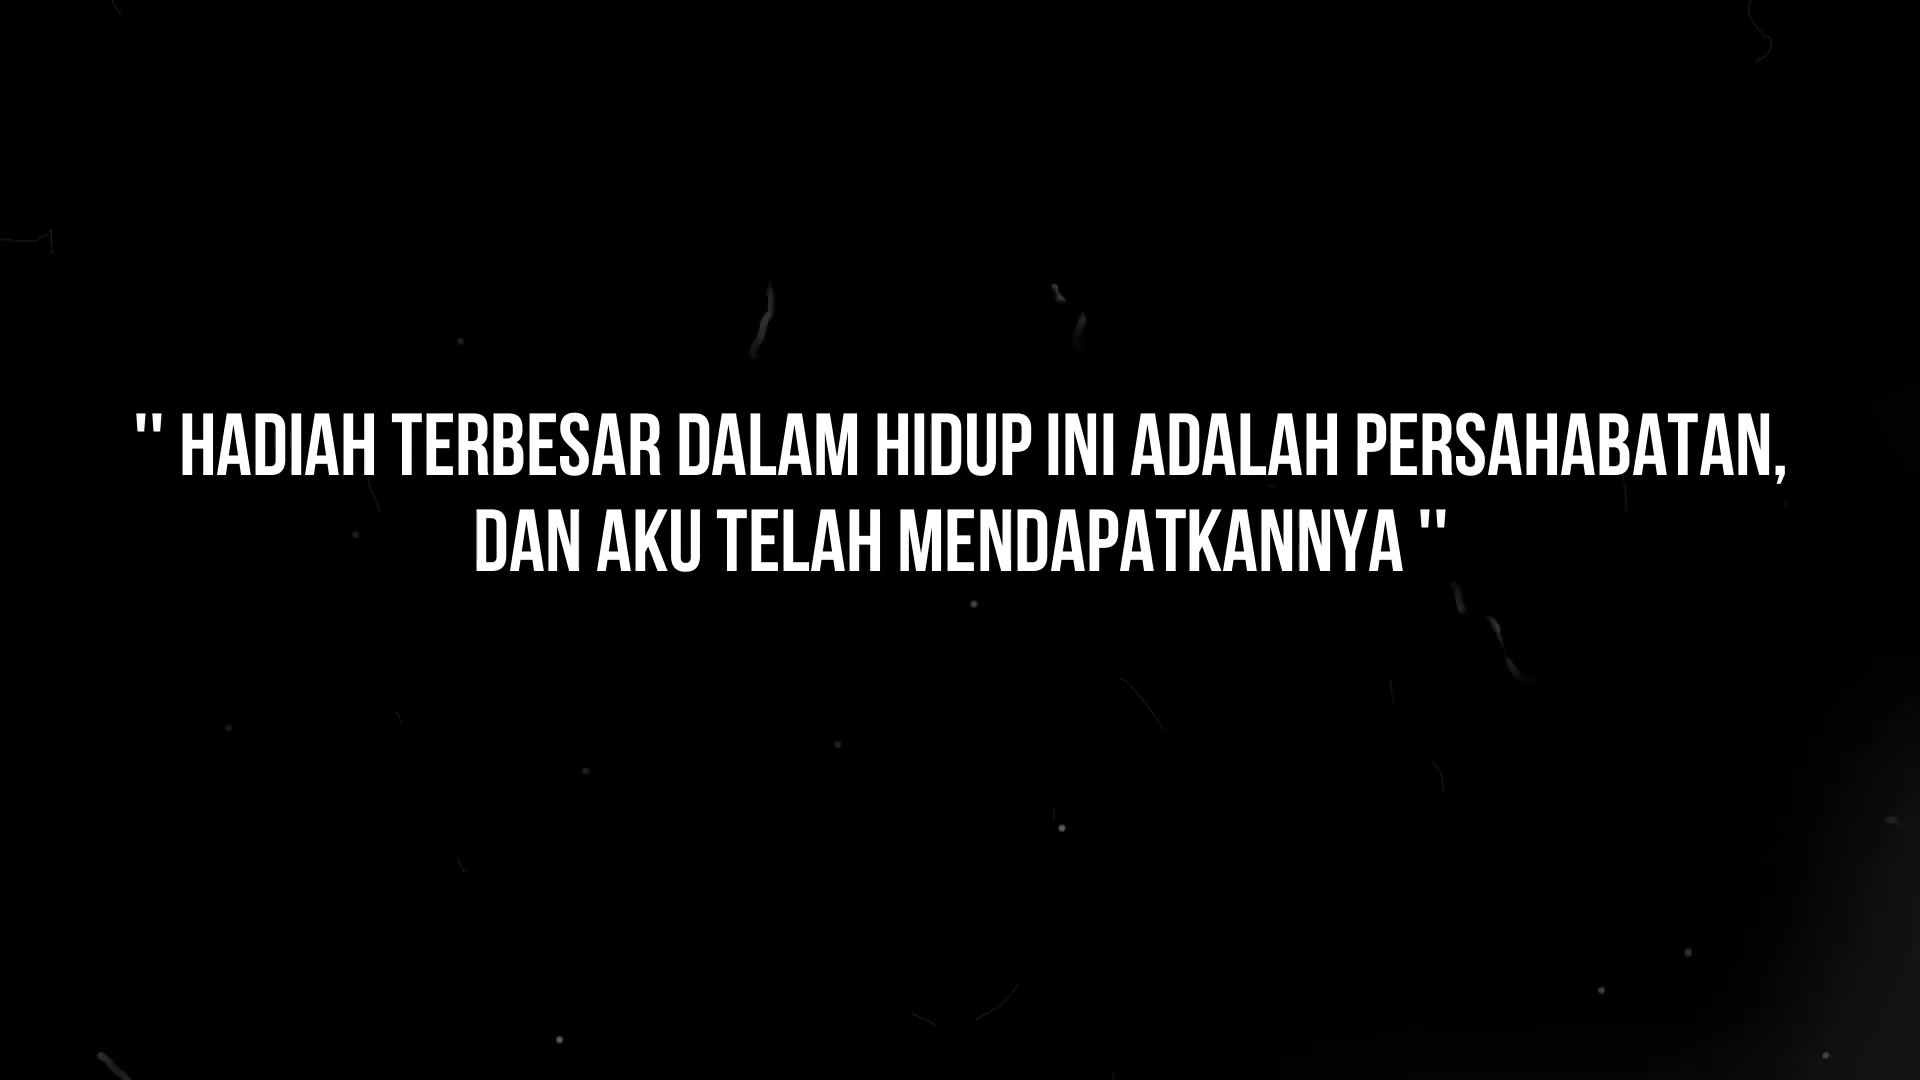 " HADIAH TERBESAR DALAM HIDUP INI ADALAH PERSAHABATAN,
DAN AKU TELAH MENDAPATKANNYA "